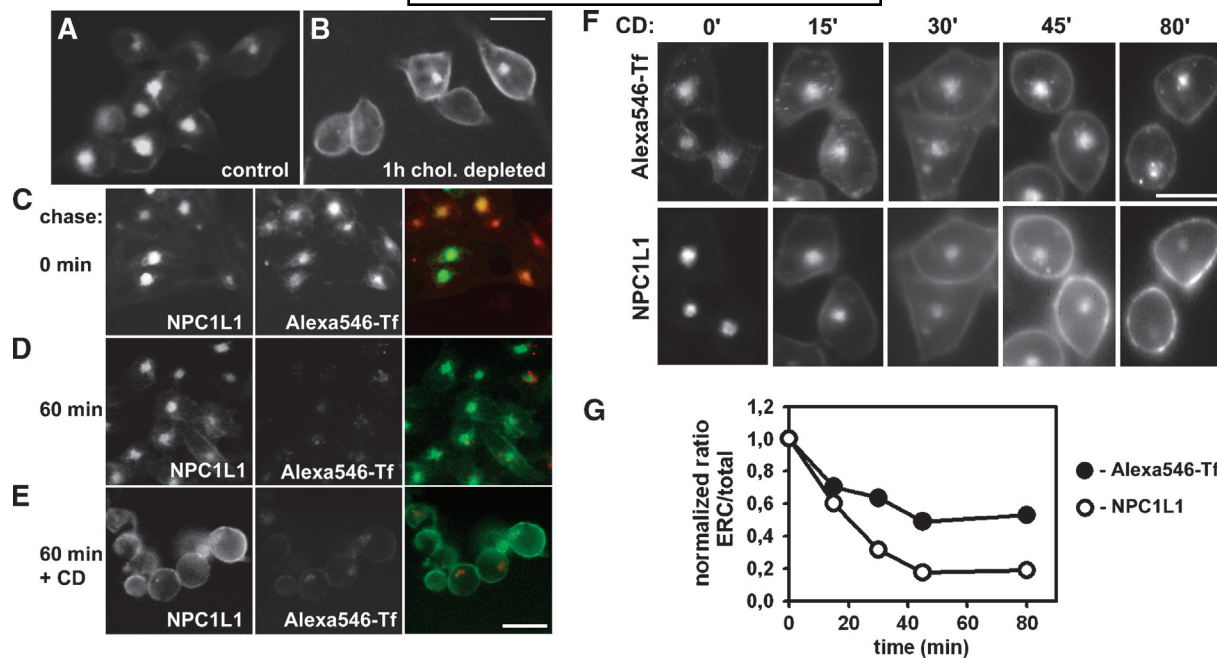 A
control
B
1h chol. depleted
C
chase:
0 min
NPC1L1
Alexa546-Tf
D
60 min
NPC1L1
Alexa546-Tf
E
60 min
+ CD
NPC1L1
Alexa546-Tf
F
CD: 0' 15' 30' 45' 80'
Alexa546-Tf
NPC1L1
G
normalized ratio
ERC/total
1,2
1,0
0,8
0,6
0,4
0,2
0,0
0 20 40 60 80
time (min)
- Alexa546-Tf
- NPC1L1